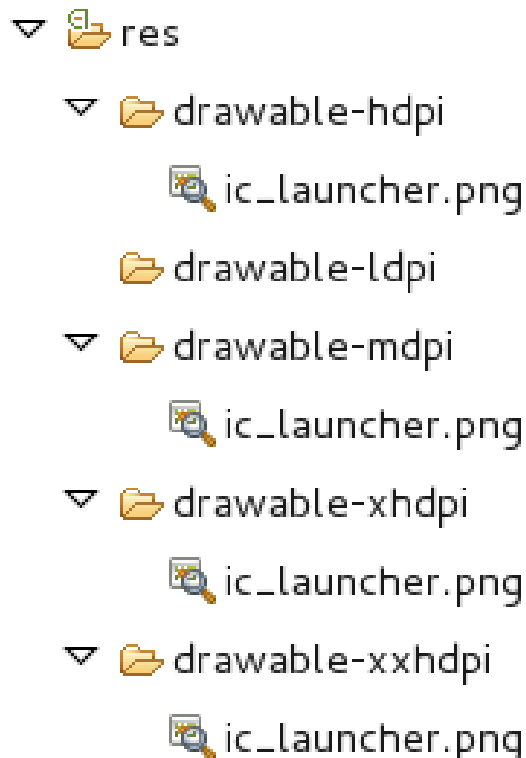 res
drawable-hdpi
ic_launcher.png
drawable-ldpi
drawable-mdpi
ic_launcher.png
drawable-xhdpi
ic_launcher.png
drawable-xxhdpi
ic_launcher.png